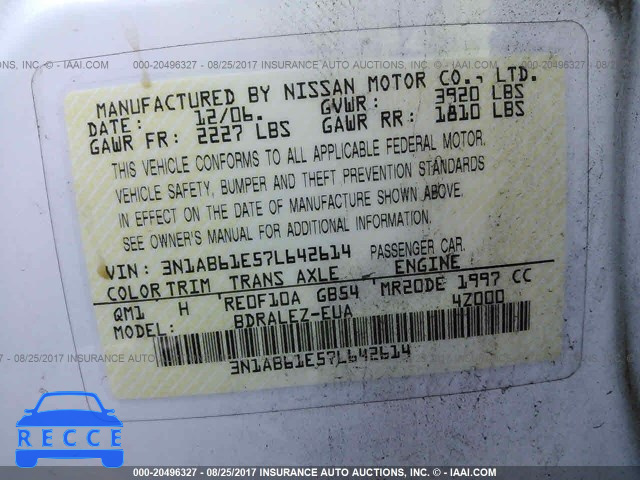 000-20496327 - 08/25/2017 INSURANCE AUTO AUCTIONS, INC. - © IAAI.COM
MANUFACTURED BY NISSAN MOTOR CO., LTD.
DATE: 12/06. GVWR: 3920 LBS
GAWR FR: 2227 LBS GAWR RR: 1810 LBS
THIS VEHICLE CONFORMS TO ALL APPLICABLE FEDERAL MOTOR.
VEHICLE SAFETY, BUMPER AND THEFT PREVENTION STANDARDS
IN EFFECT ON THE DATE OF MANUFACTURE SHOWN ABOVE.
SEE OWNER'S MANUAL FOR ADDITIONAL INFORMATION.
VIN: 3N1AB61E57L642614 PASSENGER CAR.
COLOR TRIM TRANS AXLE ENGINE
QM1 H RE0F10A GB54 MR20DE 1997 CC
MODEL: BDRALEZ-EUA 4Z000
3N1AB61E57L642614
RECCE
000-20496327 - 08/25/2017 INSURANCE AUTO AUCTIONS, INC. - © IAAI.COM